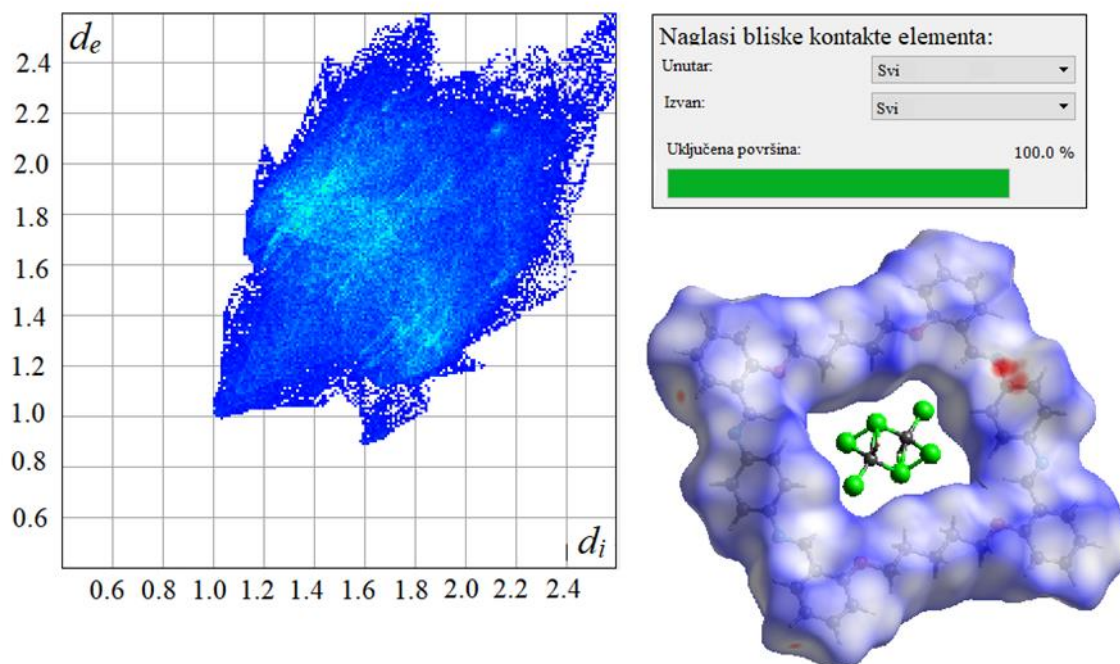 d_e
2.4
2.2
2.0
1.8
1.6
1.4
1.2
1.0
0.8
0.6
d_i
0.6 0.8 1.0 1.2 1.4 1.6 1.8 2.0 2.2 2.4
Naglasi bliske kontakte elementa:
Unutar: Svi
Izvan: Svi
Uključena površina: 100.0 %